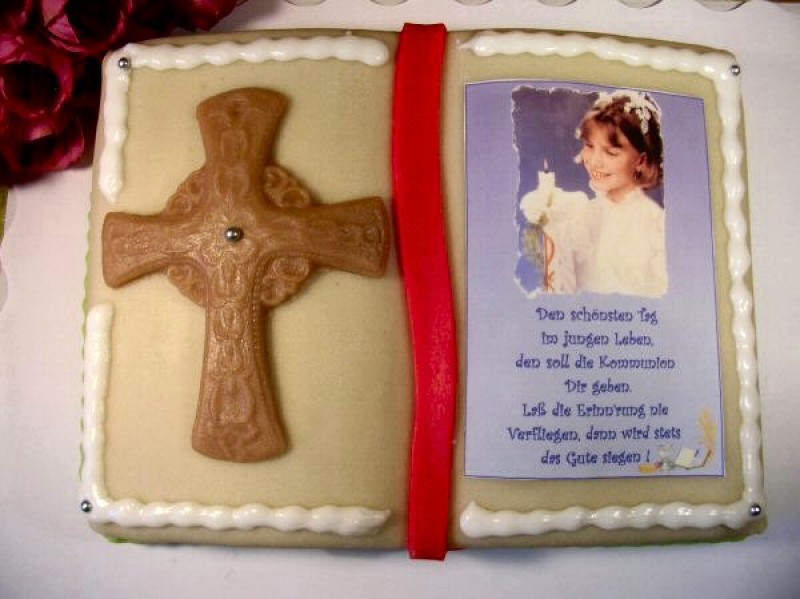 Den schönsten Tag
im jungen Leben,
den soll die Kommunion
Dir geben.
Laß die Erinn'rung nie
Verfliegen, dann wird stets
das Gute siegen !